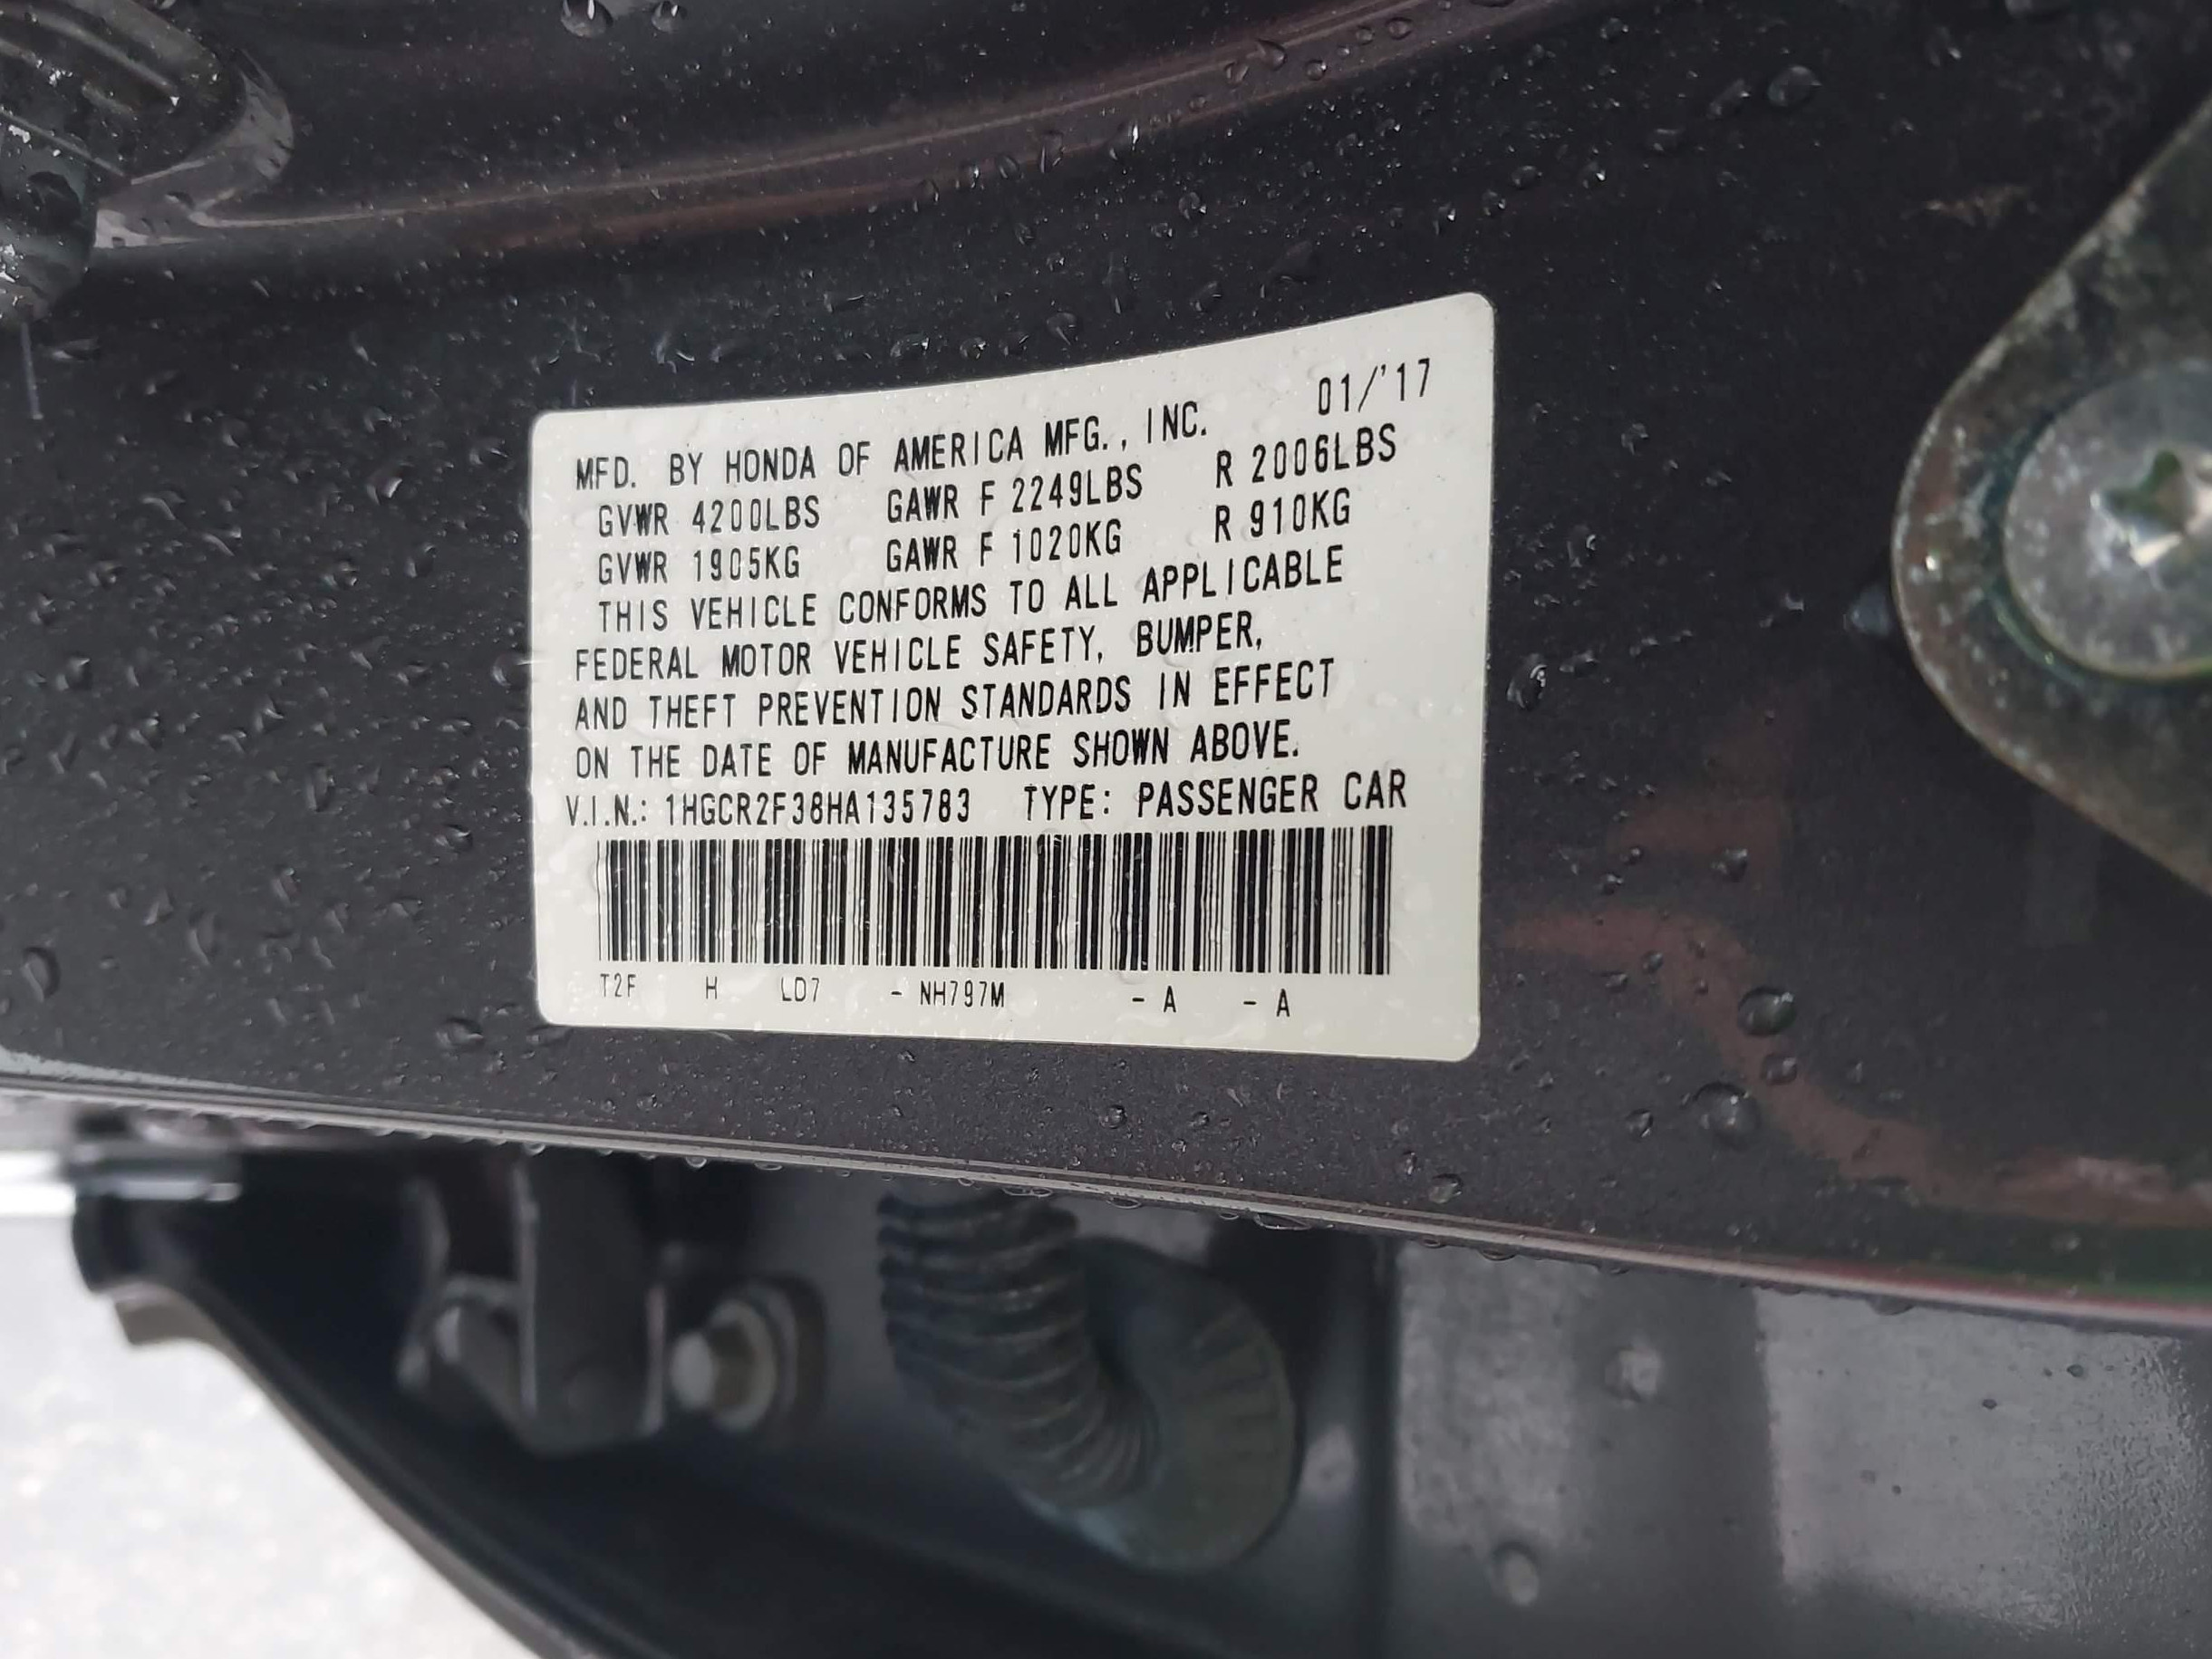 MFD. BY HONDA OF AMERICA MFG., INC. 01/'17
GVWR 4200LBS GAWR F 2249LBS R 2006LBS
GVWR 1905KG GAWR F 1020KG R 910KG
THIS VEHICLE CONFORMS TO ALL APPLICABLE
FEDERAL MOTOR VEHICLE SAFETY, BUMPER,
AND THEFT PREVENTION STANDARDS IN EFFECT
ON THE DATE OF MANUFACTURE SHOWN ABOVE.
V.I.N.: 1HGCR2F38HA135783 TYPE: PASSENGER CAR
T2F H LD7 - NH797M - A - A